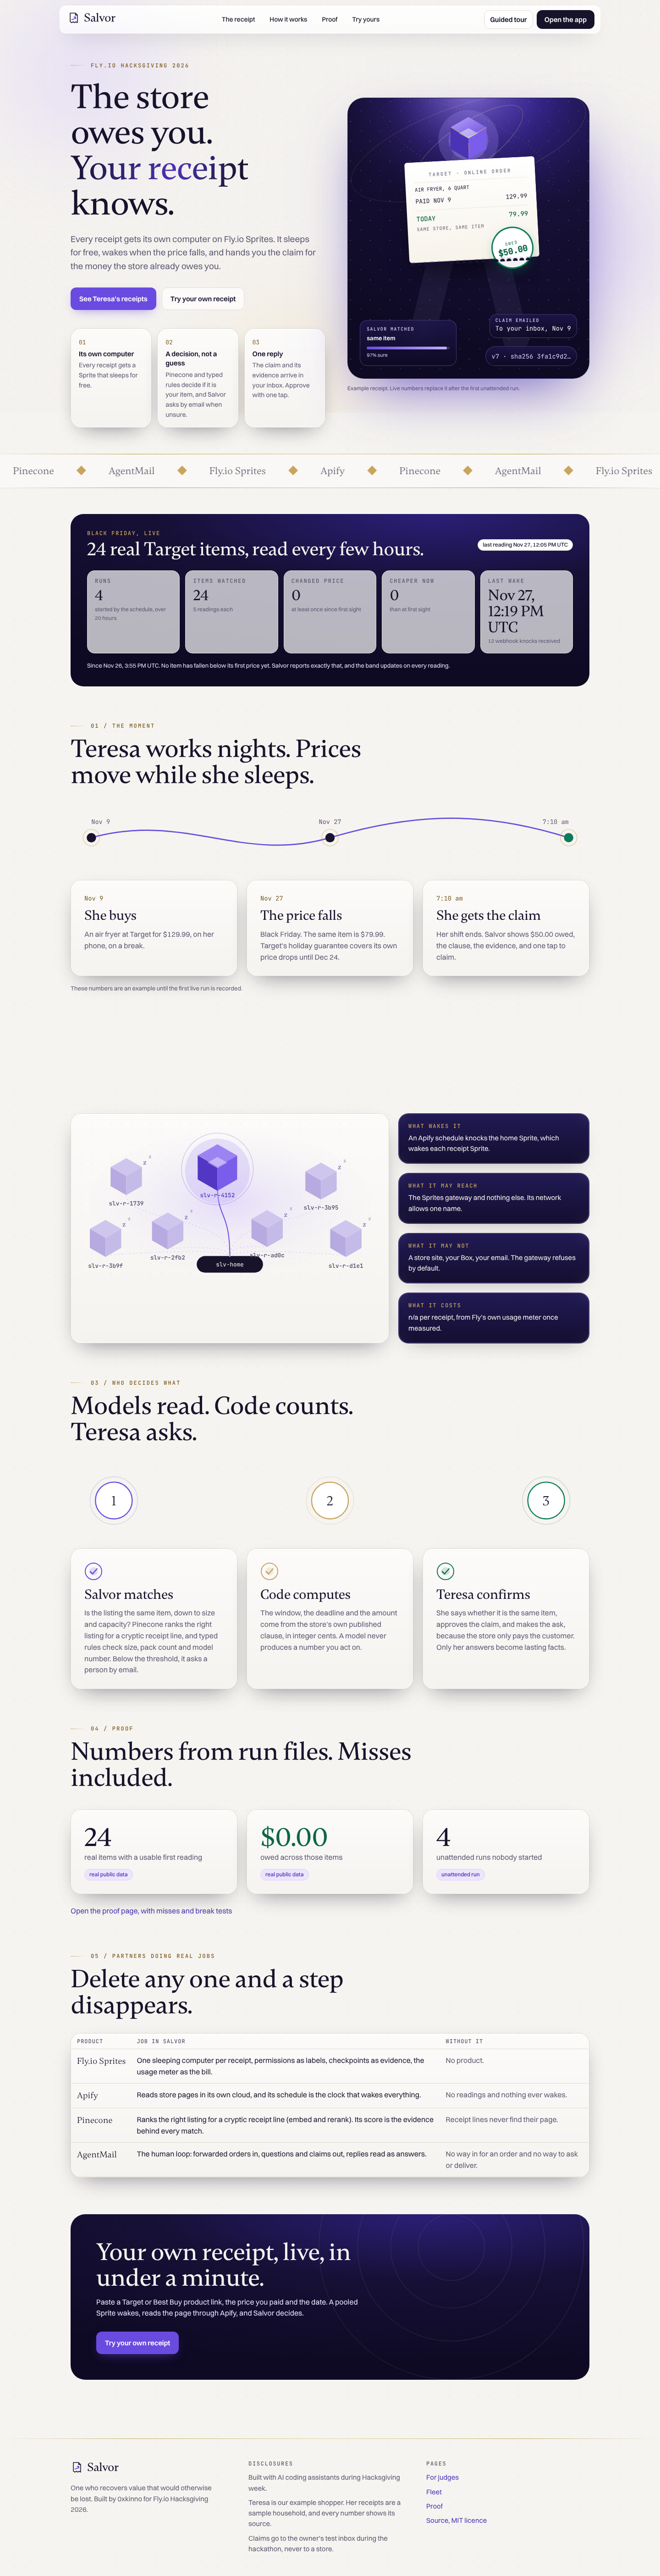 Salvor
The receipt
How it works
Proof
Try yours
Guided tour
Open the app
FLY.IO HACKSGIVING 2026
The store
owes you.
Your receipt
knows.
Every receipt gets its own computer on Fly.io Sprites. It sleeps
for free, wakes when the price falls, and hands you the claim for
the money the store already owes you.
See Teresa's receipts
Try your own receipt
01
Its own computer
Every receipt gets a
Sprite that sleeps for
free.
02
A decision, not a
guess
Pinecone and typed
rules decide if it is
your item, and Salvor
asks by email when
unsure.
03
One reply
The claim and its
evidence arrive in
your inbox. Approve
with one tap.
TARGET · ONLINE ORDER
AIR FRYER, 6 QUART
PAID NOV 9
129.99
TODAY
79.99
SAME STORE, SAME ITEM
OWED
$50.00
SALVOR MATCHED
same item
97% sure
CLAIM EMAILED
To your inbox, Nov 9
v7 · sha256 3fa1c9d2…
Example receipt. Live numbers replace it after the first unattended run.
Pinecone
AgentMail
Fly.io Sprites
Apify
Pinecone
AgentMail
Fly.io Sprites
BLACK FRIDAY, LIVE
24 real Target items, read every few hours.
last reading Nov 27, 12:05 PM UTC
RUNS
4
started by the schedule, over
20 hours
ITEMS WATCHED
24
5 readings each
CHANGED PRICE
0
at least once since first sight
CHEAPER NOW
0
than at first sight
LAST WAKE
Nov 27,
12:19 PM
UTC
12 webhook knocks received
Since Nov 26, 3:55 PM UTC. No item has fallen below its first price yet. Salvor reports exactly that, and the band updates on every reading.
01 / THE MOMENT
Teresa works nights. Prices
move while she sleeps.
Nov 9
Nov 27
7:10 am
Nov 9
She buys
An air fryer at Target for $129.99, on her
phone, on a break.
Nov 27
The price falls
Black Friday. The same item is $79.99.
Target's holiday guarantee covers its own
price drops until Dec 24.
7:10 am
She gets the claim
Her shift ends. Salvor shows $50.00 owed,
the clause, the evidence, and one tap to
claim.
These numbers are an example until the first live run is recorded.
slv-r-1739
z
slv-r-4152
z
slv-r-3b95
z
slv-r-3b9f
z
slv-r-2fb2
z
slv-r-ad0c
z
slv-r-d1e1
z
slv-home
WHAT WAKES IT
An Apify schedule knocks the home Sprite, which
wakes each receipt Sprite.
WHAT IT MAY REACH
The Sprites gateway and nothing else. Its network
allows one name.
WHAT IT MAY NOT
A store site, your Box, your email. The gateway refuses
by default.
WHAT IT COSTS
n/a per receipt, from Fly's own usage meter once
measured.
03 / WHO DECIDES WHAT
Models read. Code counts.
Teresa asks.
1
2
3
Salvor matches
Is the listing the same item, down to size
and capacity? Pinecone ranks the right
listing for a cryptic receipt line, and typed
rules check size, pack count and model
number. Below the threshold, it asks a
person by email.
Code computes
The window, the deadline and the amount
come from the store's own published
clause, in integer cents. A model never
produces a number you act on.
Teresa confirms
She says whether it is the same item,
approves the claim, and makes the ask,
because the store only pays the customer.
Only her answers become lasting facts.
04 / PROOF
Numbers from run files. Misses
included.
24
real items with a usable first reading
real public data
$0.00
owed across those items
real public data
4
unattended runs nobody started
unattended run
Open the proof page, with misses and break tests
05 / PARTNERS DOING REAL JOBS
Delete any one and a step
disappears.
PRODUCT
JOB IN SALVOR
WITHOUT IT
Fly.io Sprites
One sleeping computer per receipt, permissions as labels, checkpoints as evidence, the
usage meter as the bill.
No product.
Apify
Reads store pages in its own cloud, and its schedule is the clock that wakes everything.
No readings and nothing ever wakes.
Pinecone
Ranks the right listing for a cryptic receipt line (embed and rerank). Its score is the evidence
behind every match.
Receipt lines never find their page.
AgentMail
The human loop: forwarded orders in, questions and claims out, replies read as answers.
No way in for an order and no way to ask
or deliver.
Your own receipt, live, in
under a minute.
Paste a Target or Best Buy product link, the price you paid and the date. A pooled
Sprite wakes, reads the page through Apify, and Salvor decides.
Try your own receipt
Salvor
One who recovers value that would otherwise
be lost. Built by Oxkinno for Fly.io Hacksgiving
2026.
DISCLOSURES
Built with AI coding assistants during Hacksgiving
week.
Teresa is our example shopper. Her receipts are a
sample household, and every number shows its
source.
Claims go to the owner's test inbox during the
hackathon, never to a store.
PAGES
For judges
Fleet
Proof
Source, MIT licence